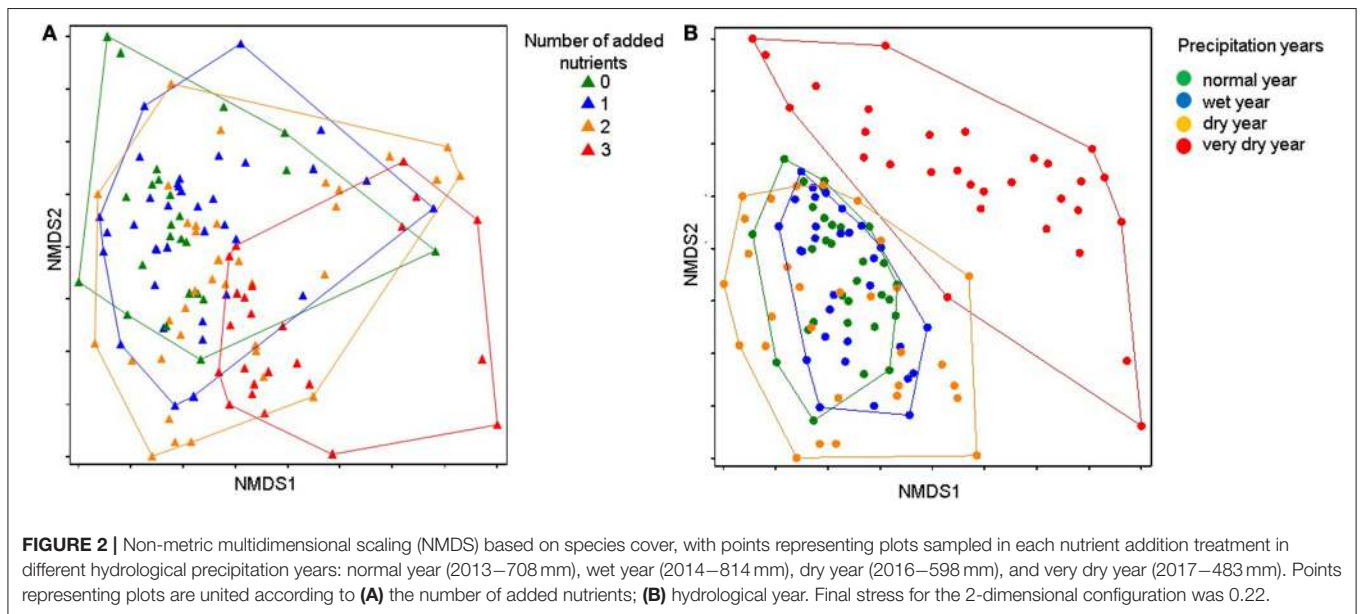 A
Number of added
nutrients
0
1
2
3
NMDS2
NMDS1
B
Precipitation years
normal year
wet year
dry year
very dry year
NMDS2
NMDS1
FIGURE 2 | Non-metric multidimensional scaling (NMDS) based on species cover, with points representing plots sampled in each nutrient addition treatment in
different hydrological precipitation years: normal year (2013–708 mm), wet year (2014–814 mm), dry year (2016–598 mm), and very dry year (2017–483 mm). Points
representing plots are united according to (A) the number of added nutrients; (B) hydrological year. Final stress for the 2-dimensional configuration was 0.22.